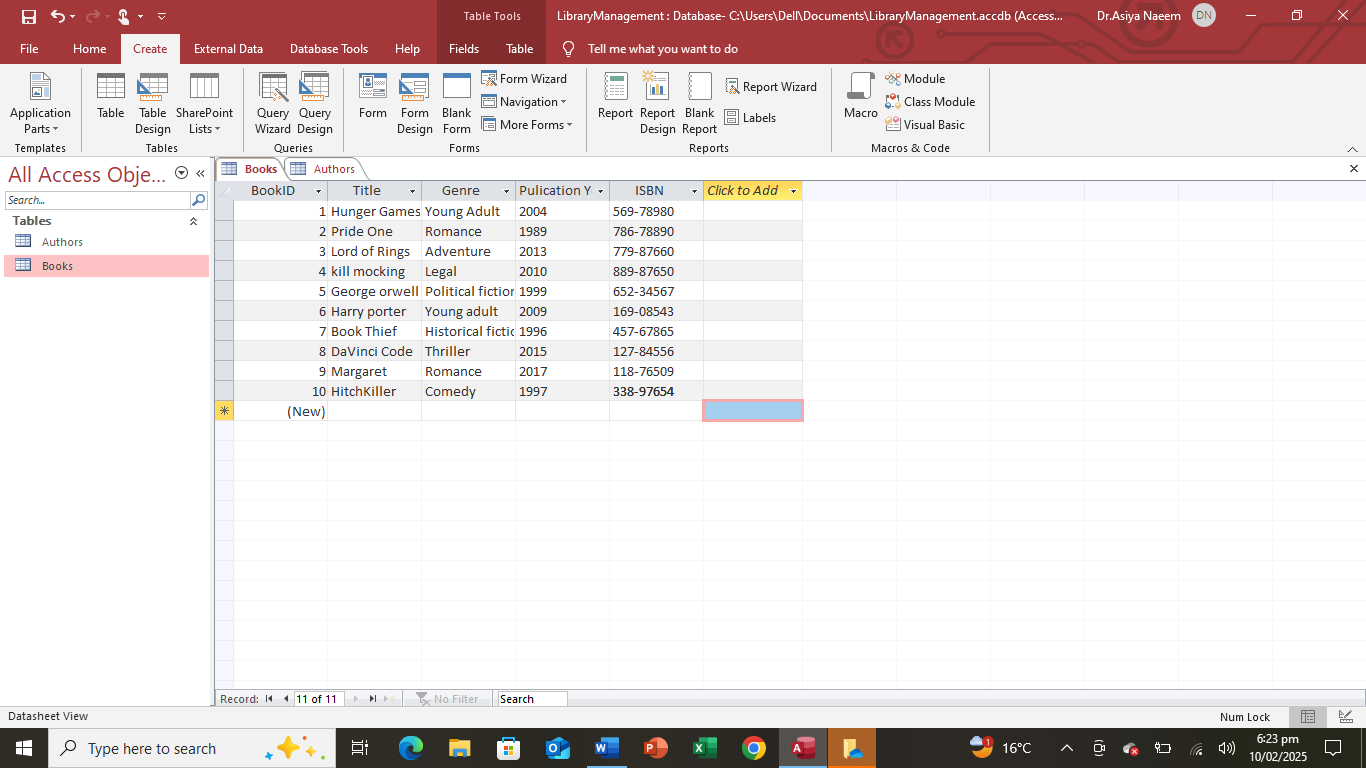 Table Tools
LibraryManagement : Database- C:\Users\Dell\Documents\LibraryManagement.accdb (Access...
Dr.Asiya Naeem
DN
File
Home
Create
External Data
Database Tools
Help
Fields
Table
Tell me what you want to do
Application Parts
Templates
Table
Table Design
SharePoint Lists
Tables
Query Wizard
Query Design
Queries
Form
Form Design
Blank Form
Form Wizard
Navigation
More Forms
Forms
Report
Report Design
Blank Report
Report Wizard
Labels
Reports
Macro
Module
Class Module
Visual Basic
Macros & Code
All Access Obje...
Search...
Tables
Authors
Books
Books
Authors
BookID Title Genre Pulication Y ISBN Click to Add
1 Hunger Games Young Adult 2004 569-78980
2 Pride One Romance 1989 786-78890
3 Lord of Rings Adventure 2013 779-87660
4 kill mocking Legal 2010 889-87650
5 George orwell Political fiction 1999 652-34567
6 Harry porter Young adult 2009 169-08543
7 Book Thief Historical fictic 1996 457-67865
8 DaVinci Code Thriller 2015 127-84556
9 Margaret Romance 2017 118-76509
10 HitchKiller Comedy 1997 338-97654
(New)
Record: 11 of 11 No Filter Search
Datasheet View
Num Lock
Type here to search
1
16°C
6:23 pm
10/02/2025